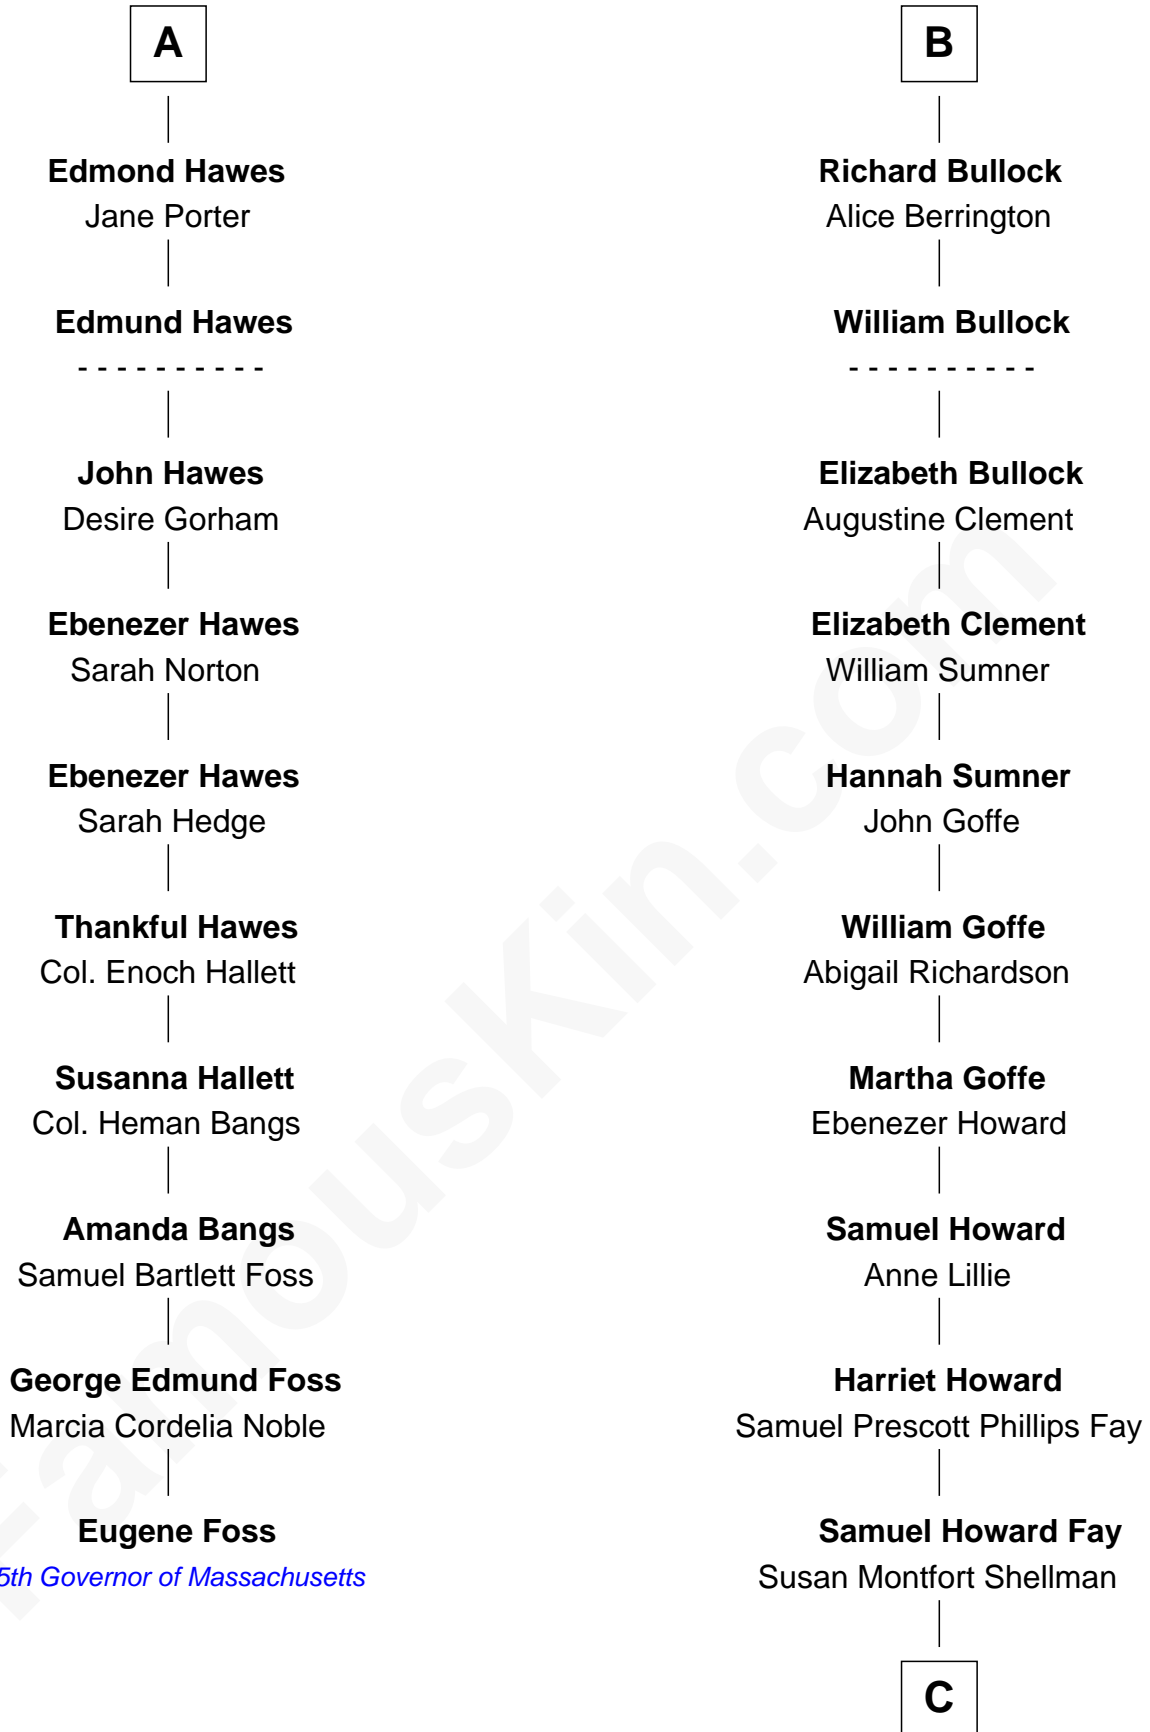 A
Edmond Hawes
Jane Porter
Edmund Hawes
- - - - - - - - - -
John Hawes
Desire Gorham
Ebenezer Hawes
Sarah Norton
Ebenezer Hawes
Sarah Hedge
Thankful Hawes
Col. Enoch Hallett
Susanna Hallett
Col. Heman Bangs
Amanda Bangs
Samuel Bartlett Foss
George Edmund Foss
Marcia Cordelia Noble
Eugene Foss
5th Governor of Massachusetts
B
Richard Bullock
Alice Berrington
William Bullock
- - - - - - - - - -
Elizabeth Bullock
Augustine Clement
Elizabeth Clement
William Sumner
Hannah Sumner
John Goffe
William Goffe
Abigail Richardson
Martha Goffe
Ebenezer Howard
Samuel Howard
Anne Lillie
Harriet Howard
Samuel Prescott Phillips Fay
Samuel Howard Fay
Susan Montfort Shellman
C
FamousKin.com